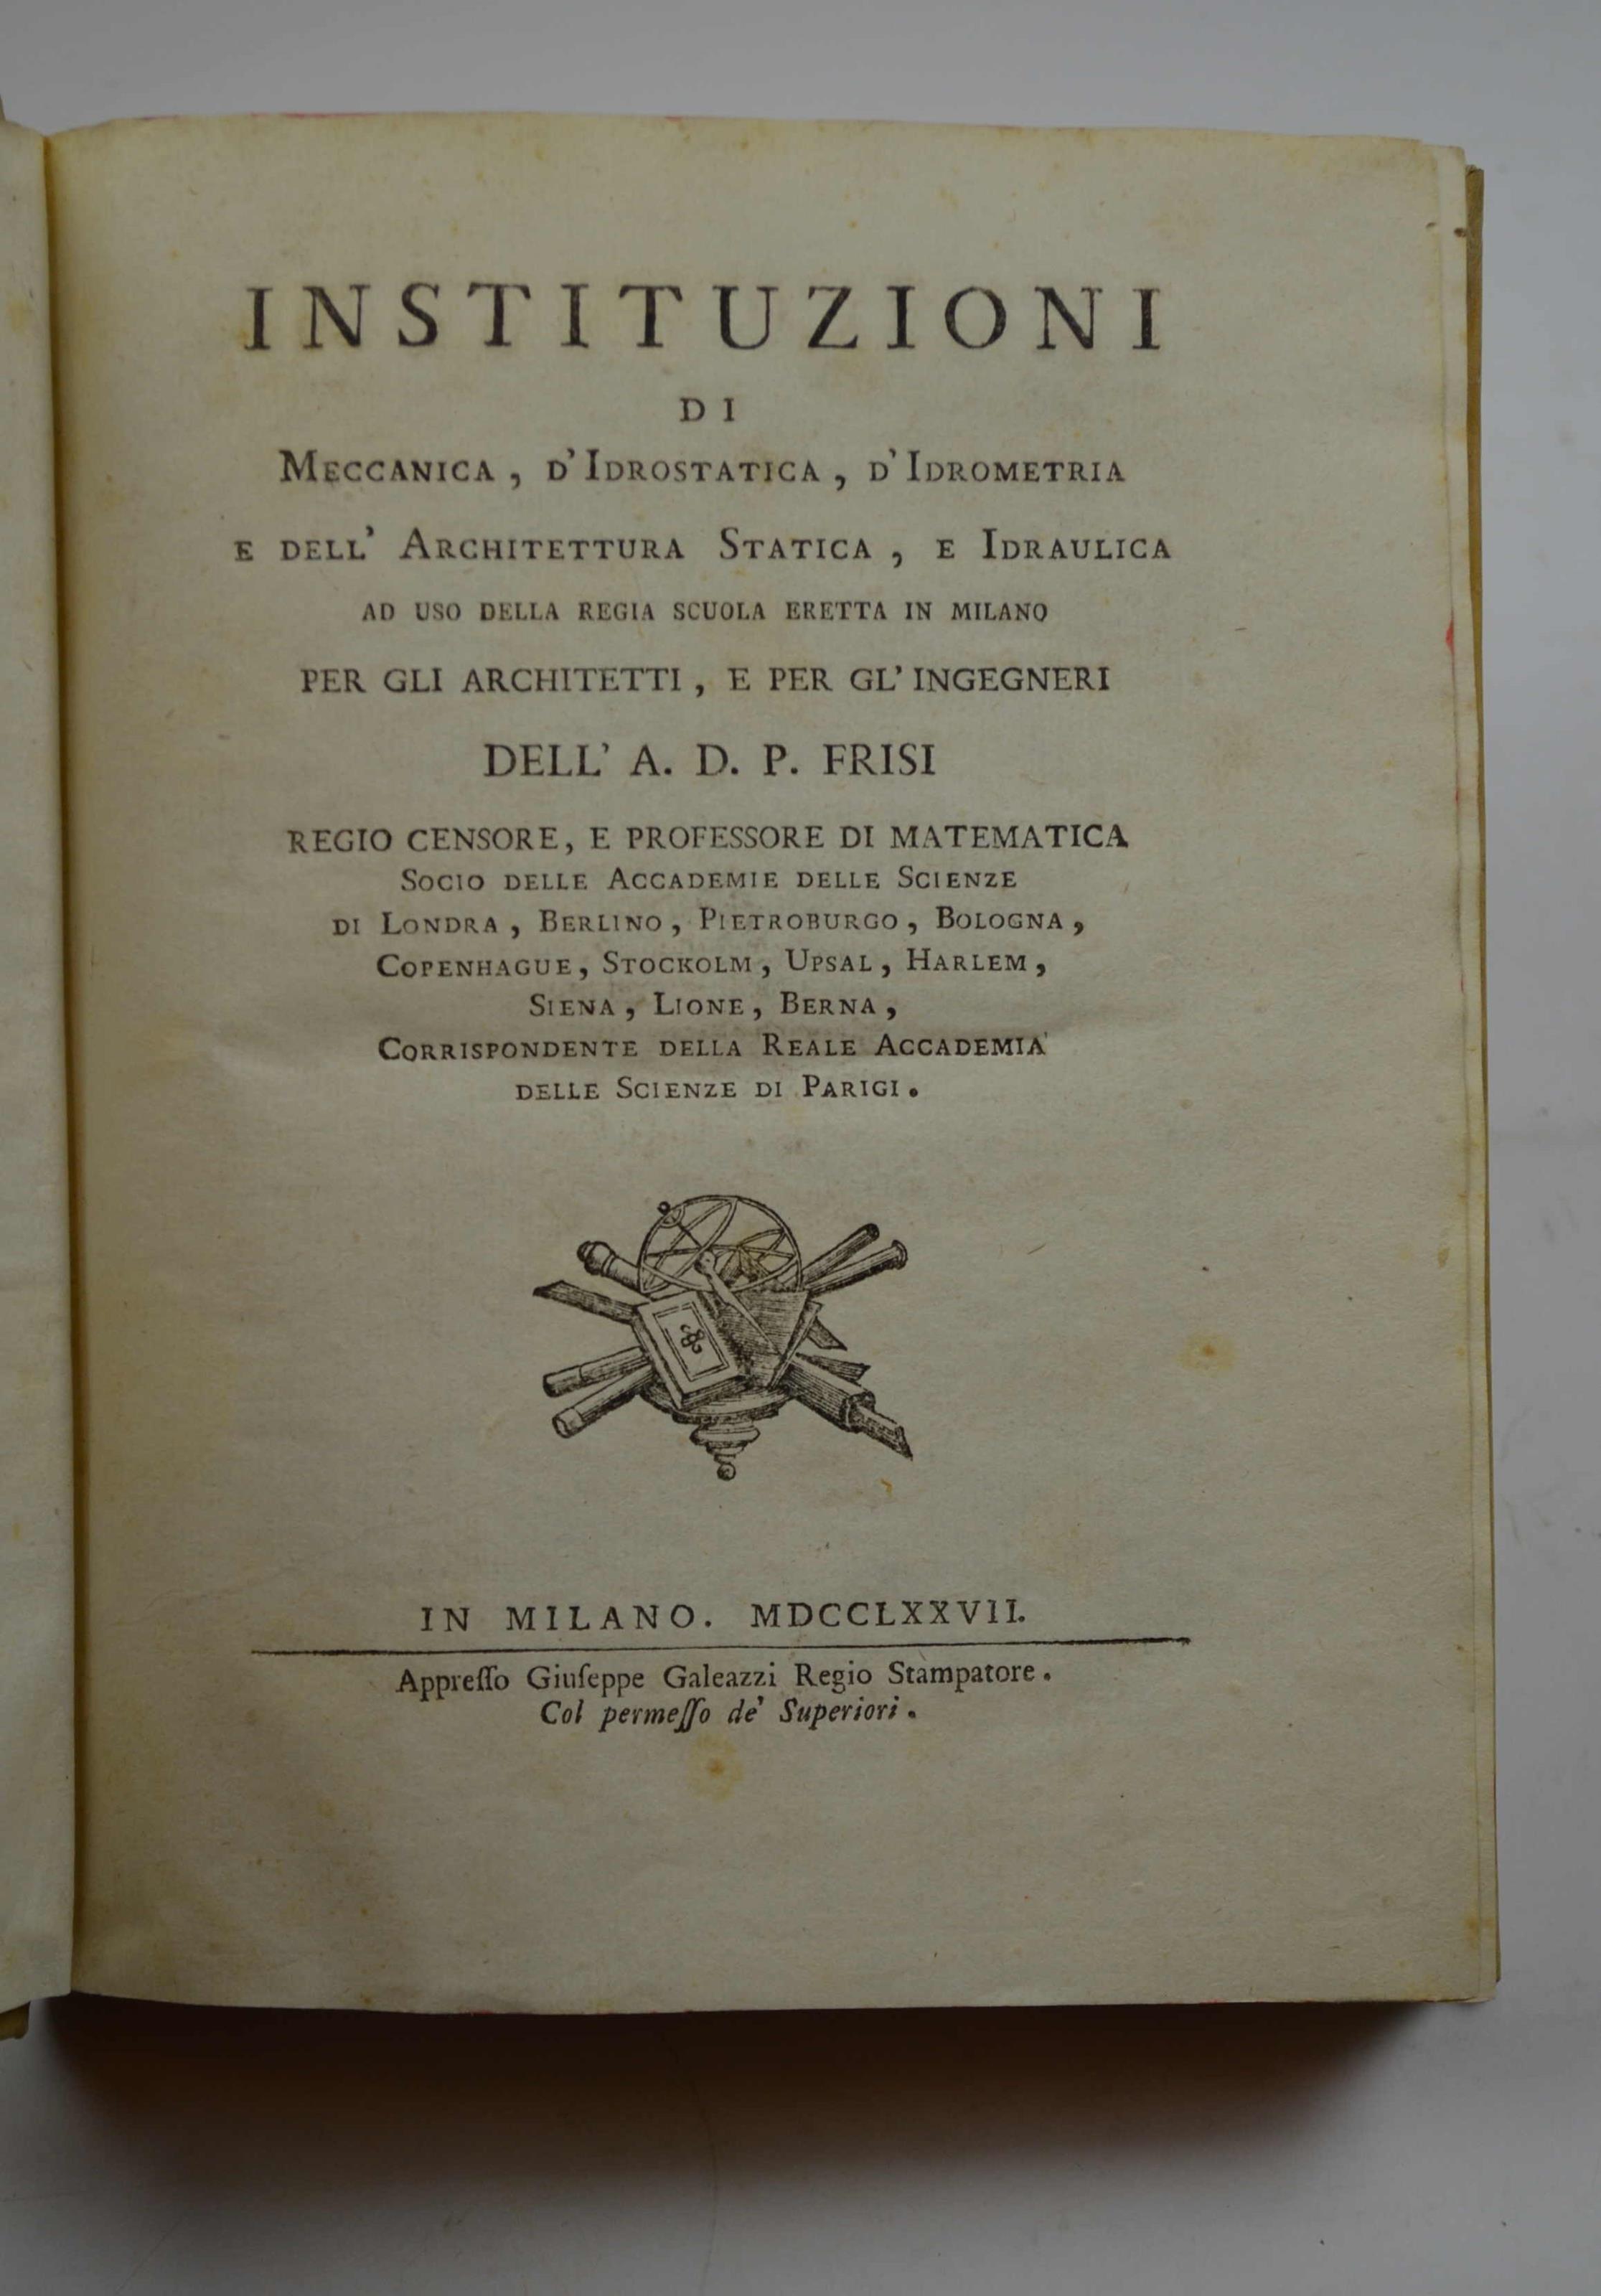 INSTITUZIONI
DI
MECCANICA, D'IDROSTATICA, D'IDROMETRIA
E DELL' ARCHITETTURA STATICA, E IDRAULICA
AD USO DELLA REGIA SCUOLA ERETTA IN MILANO
PER GLI ARCHITETTI, E PER GL' INGEGNERI
DELL' A. D. P. FRISI
REGIO CENSORE, E PROFESSORE DI MATEMATICA
SOCIO DELLE ACCADEMIE DELLE SCIENZE
DI LONDRA, BERLINO, PIETROBURGO, BOLOGNA,
COPENHAGUE, STOCKOLM, UPSAL, HARLEM,
SIENA, LIONE, BERNA,
CORRISPONDENTE DELLA REALE ACCADEMIA
DELLE SCIENZE DI PARIGI.
IN MILANO. MDCCLXXVII.
Appreſſo Giuſeppe Galeazzi Regio Stampatore.
Col permeſſo de' Superiori.